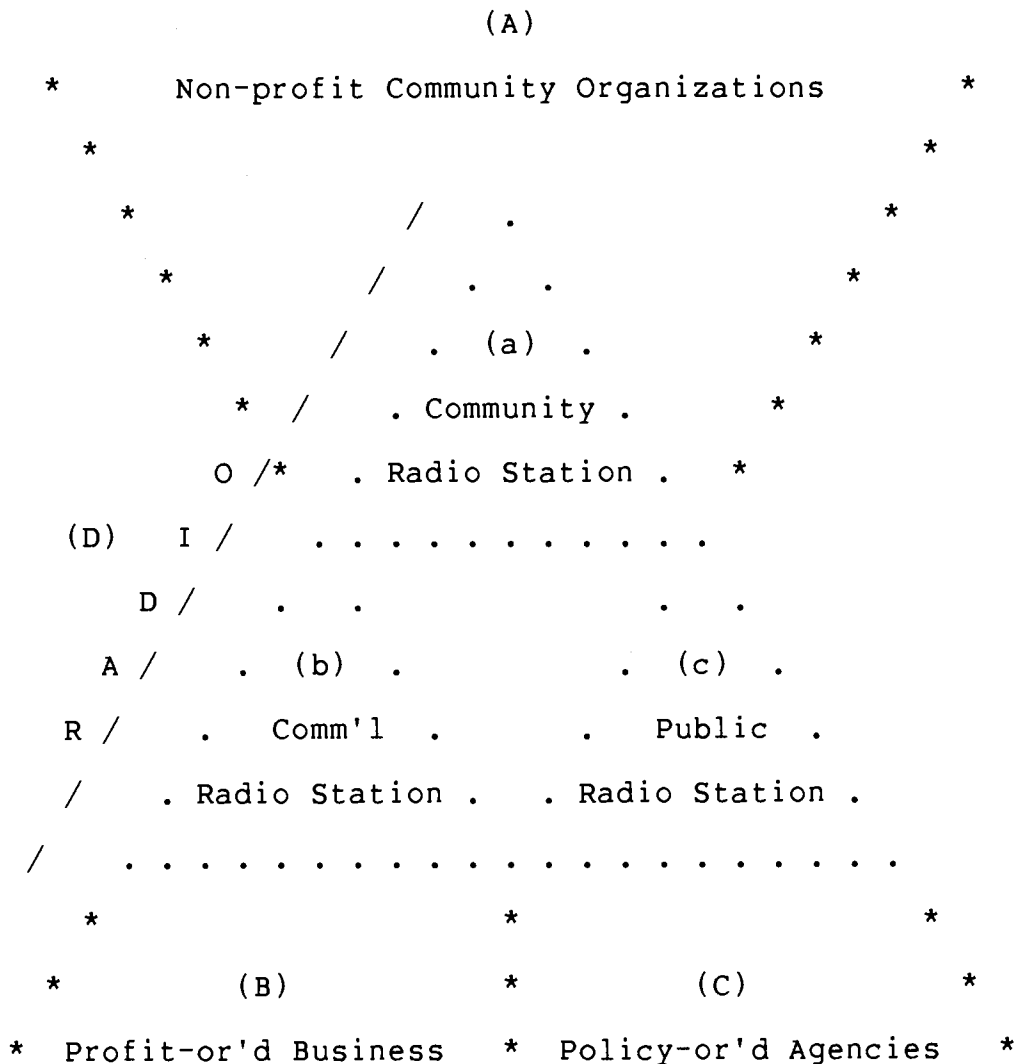 (A)
* Non-profit Community Organizations *
* *
* / . *
* / . . *
* / . (a) . *
* / . Community . *
O /* . Radio Station . *
(D) I / . . . . . . . . . . .
D / . . . .
A / . (b) . . (c) .
R / . Comm'l . . Public .
/ . Radio Station . . Radio Station .
/ . . . . . . . . . . . . . . . . . . . . .
* * *
* (B) * (C) *
* Profit-or'd Business * Policy-or'd Agencies *